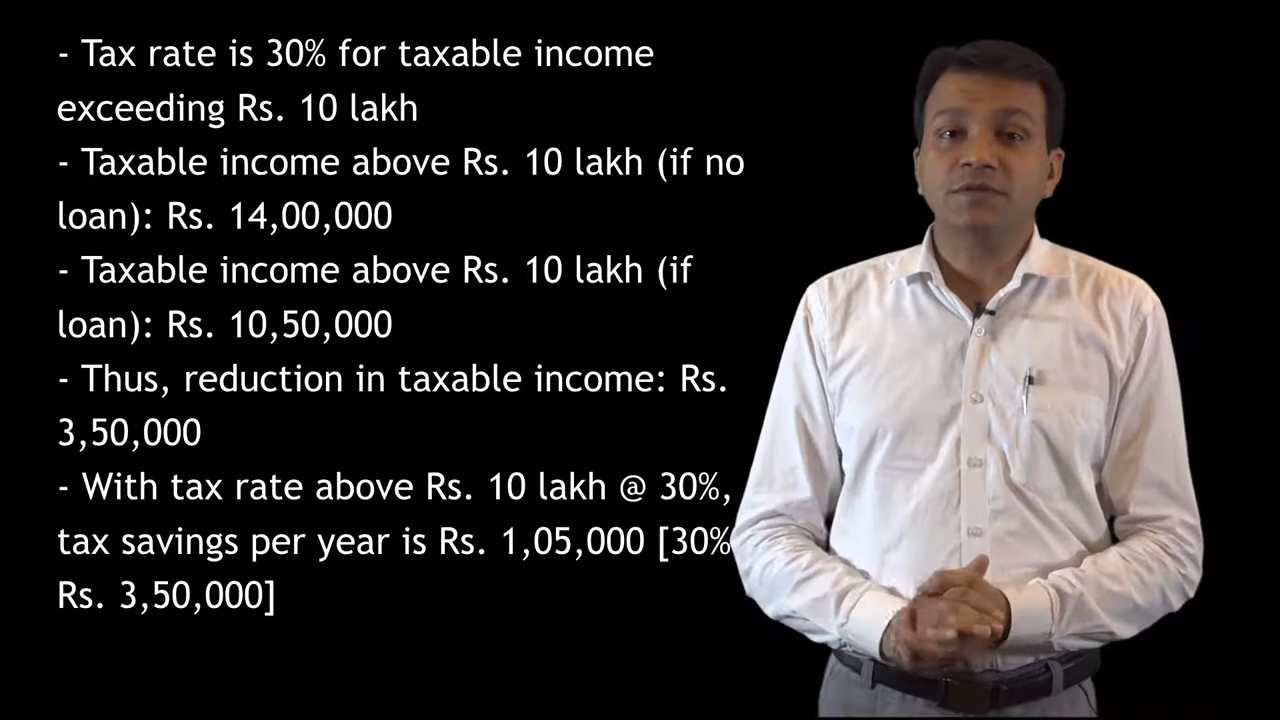 - Tax rate is 30% for taxable income
exceeding Rs. 10 lakh
- Taxable income above Rs. 10 lakh (if no
loan): Rs. 14,00,000
- Taxable income above Rs. 10 lakh (if
loan): Rs. 10,50,000
- Thus, reduction in taxable income: Rs.
3,50,000
- With tax rate above Rs. 10 lakh @ 30%,
tax savings per year is Rs. 1,05,000 [30%
Rs. 3,50,000]